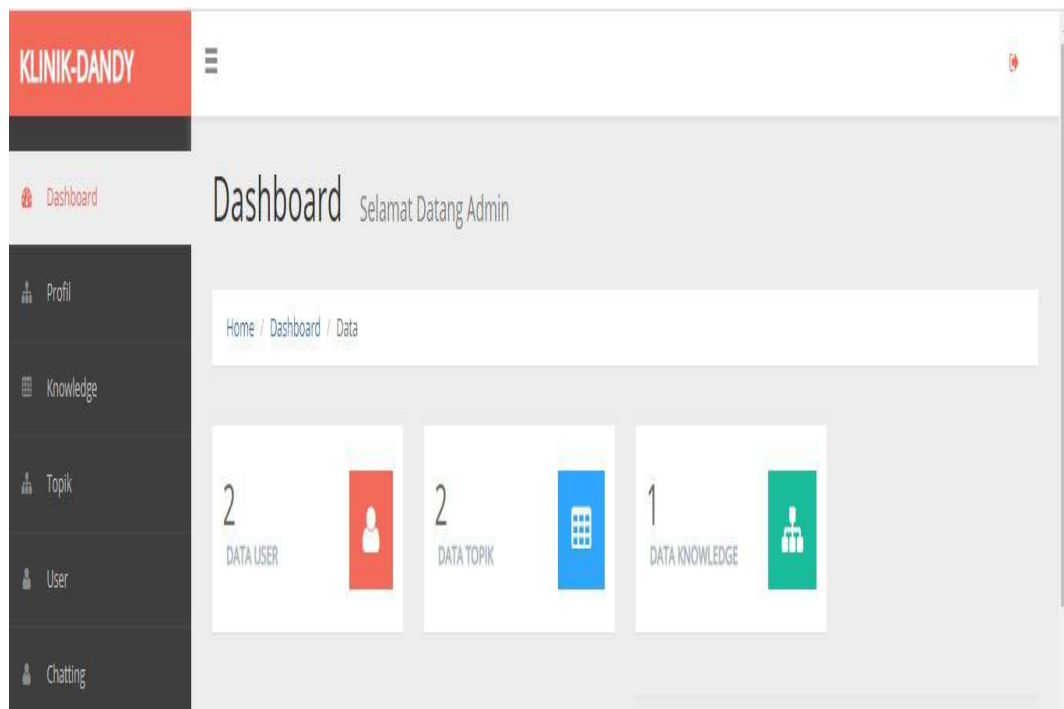 KLINIK-DANDY
Dashboard
Profil
Knowledge
Topik
User
Chatting
Dashboard Selamat Datang Admin
Home / Dashboard / Data
2
DATA USER
2
DATA TOPIK
1
DATA KNOWLEDGE